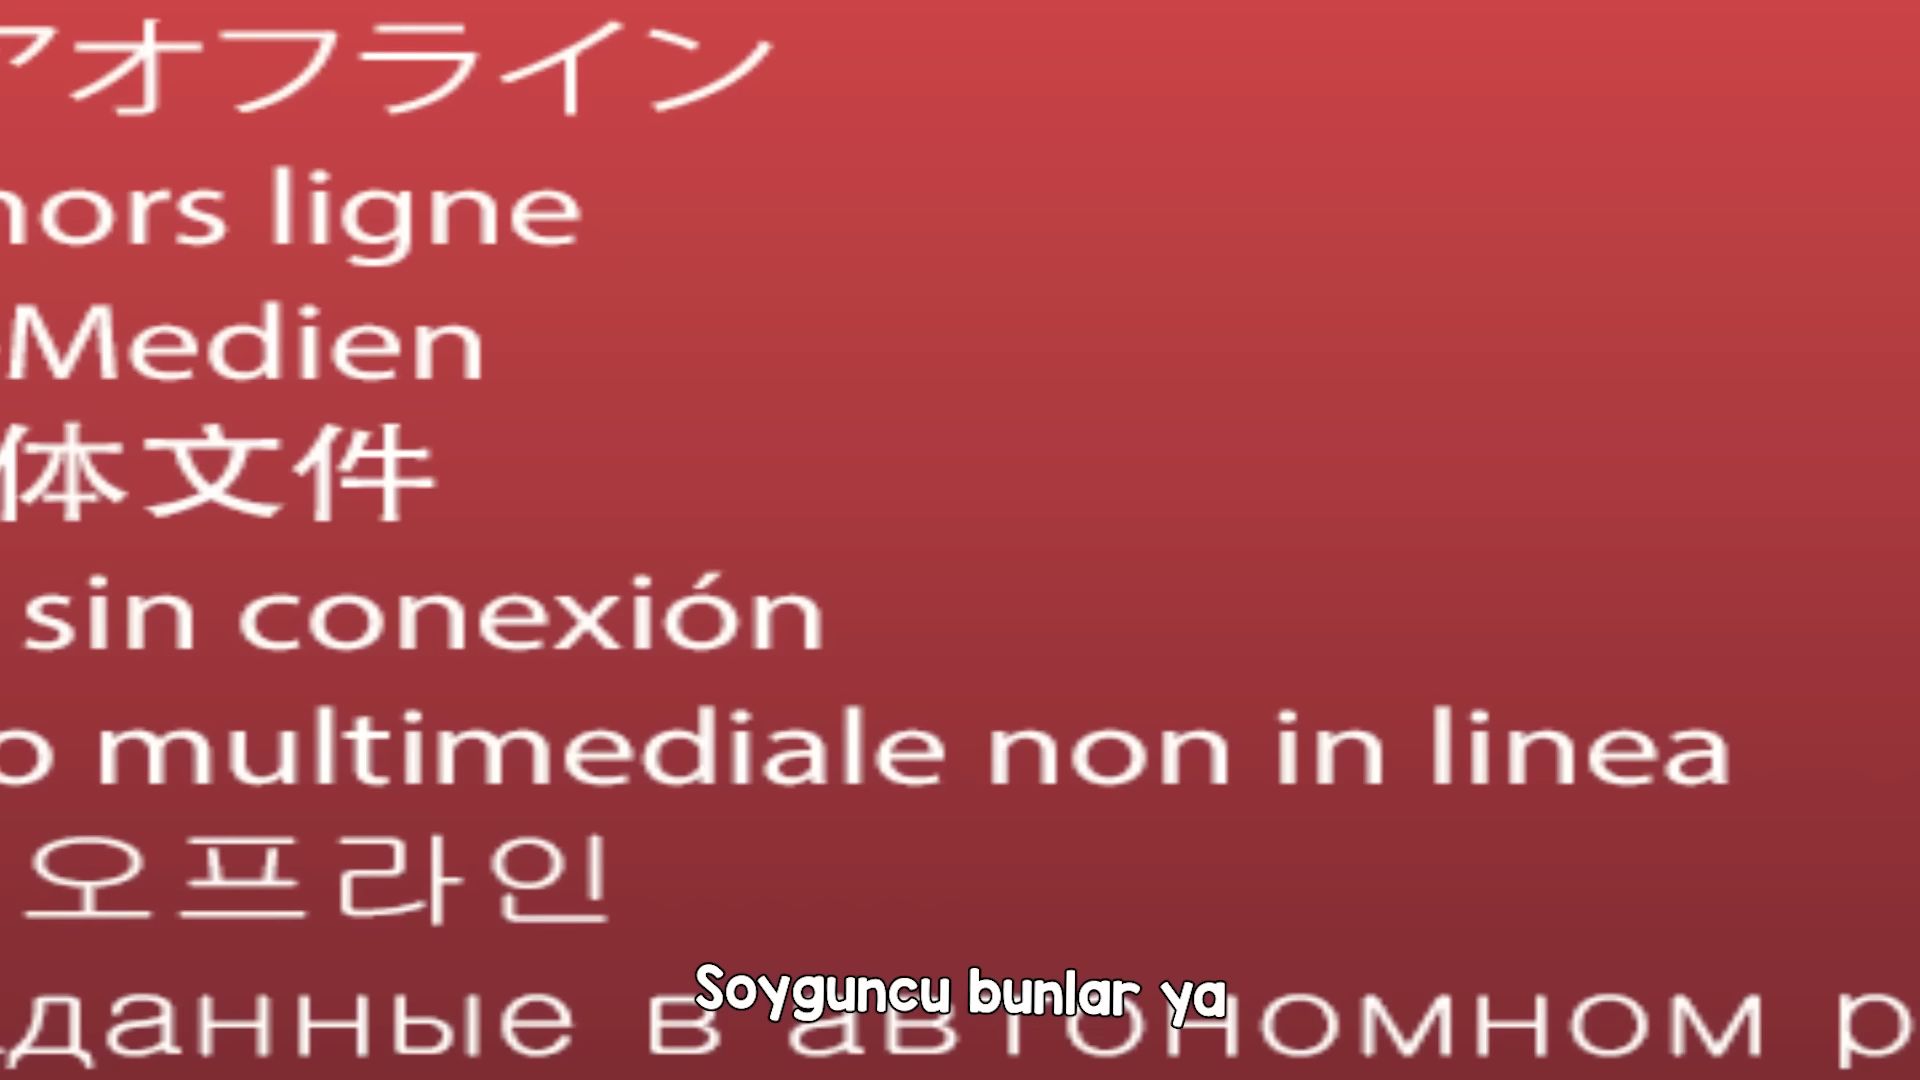 アオフライン
hors ligne
Medien
体文件
sin conexión
o multimediale non in linea
오프라인
данные в автономном р
Soyguncu bunlar ya